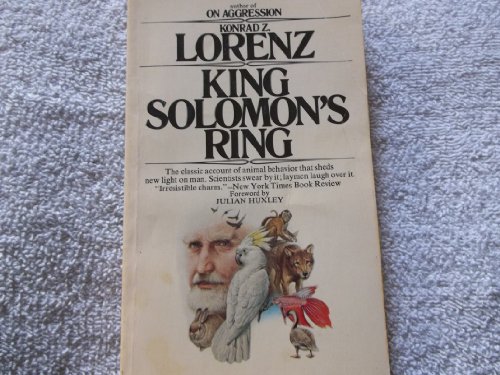 author of
ON AGGRESSION
KONRAD Z.
LORENZ
KING
SOLOMON'S
RING
The classic account of animal behavior that sheds
new light on man. Scientists swear by it; laymen laugh over it.
"Irresistible charm."—New York Times Book Review
Foreword by
JULIAN HUXLEY